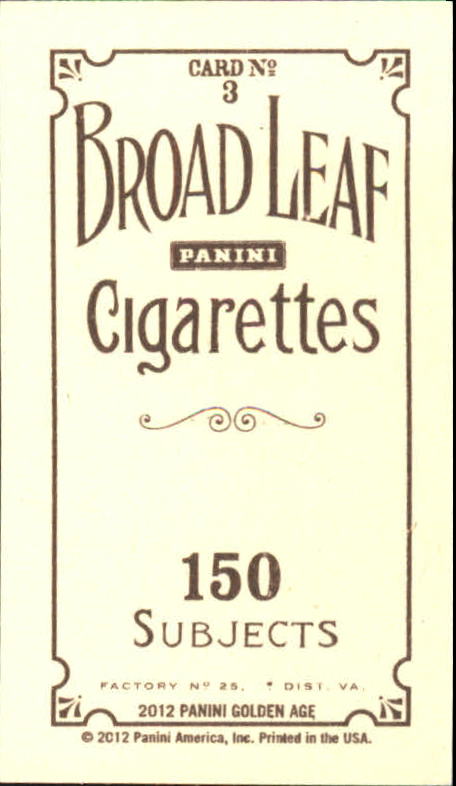 CARD Nº
3
BROAD LEAF
PANINI
Cigarettes
150
SUBJECTS
FACTORY Nº 25, DIST. VA.
2012 PANINI GOLDEN AGE
© 2012 Panini America, Inc. Printed in the USA.